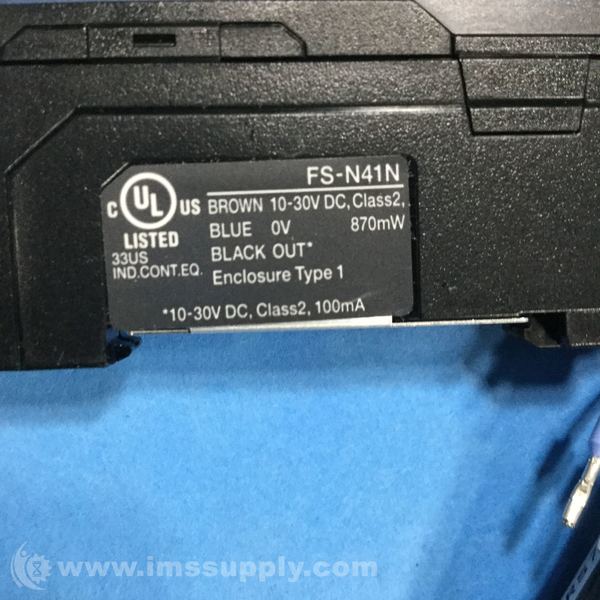 FS-N41N
C UL US
LISTED
33US
IND.CONT.EQ.
BROWN 10-30V DC, Class2,
BLUE 0V 870mW
BLACK OUT*
Enclosure Type 1
*10-30V DC, Class2, 100mA
www.imssupply.com